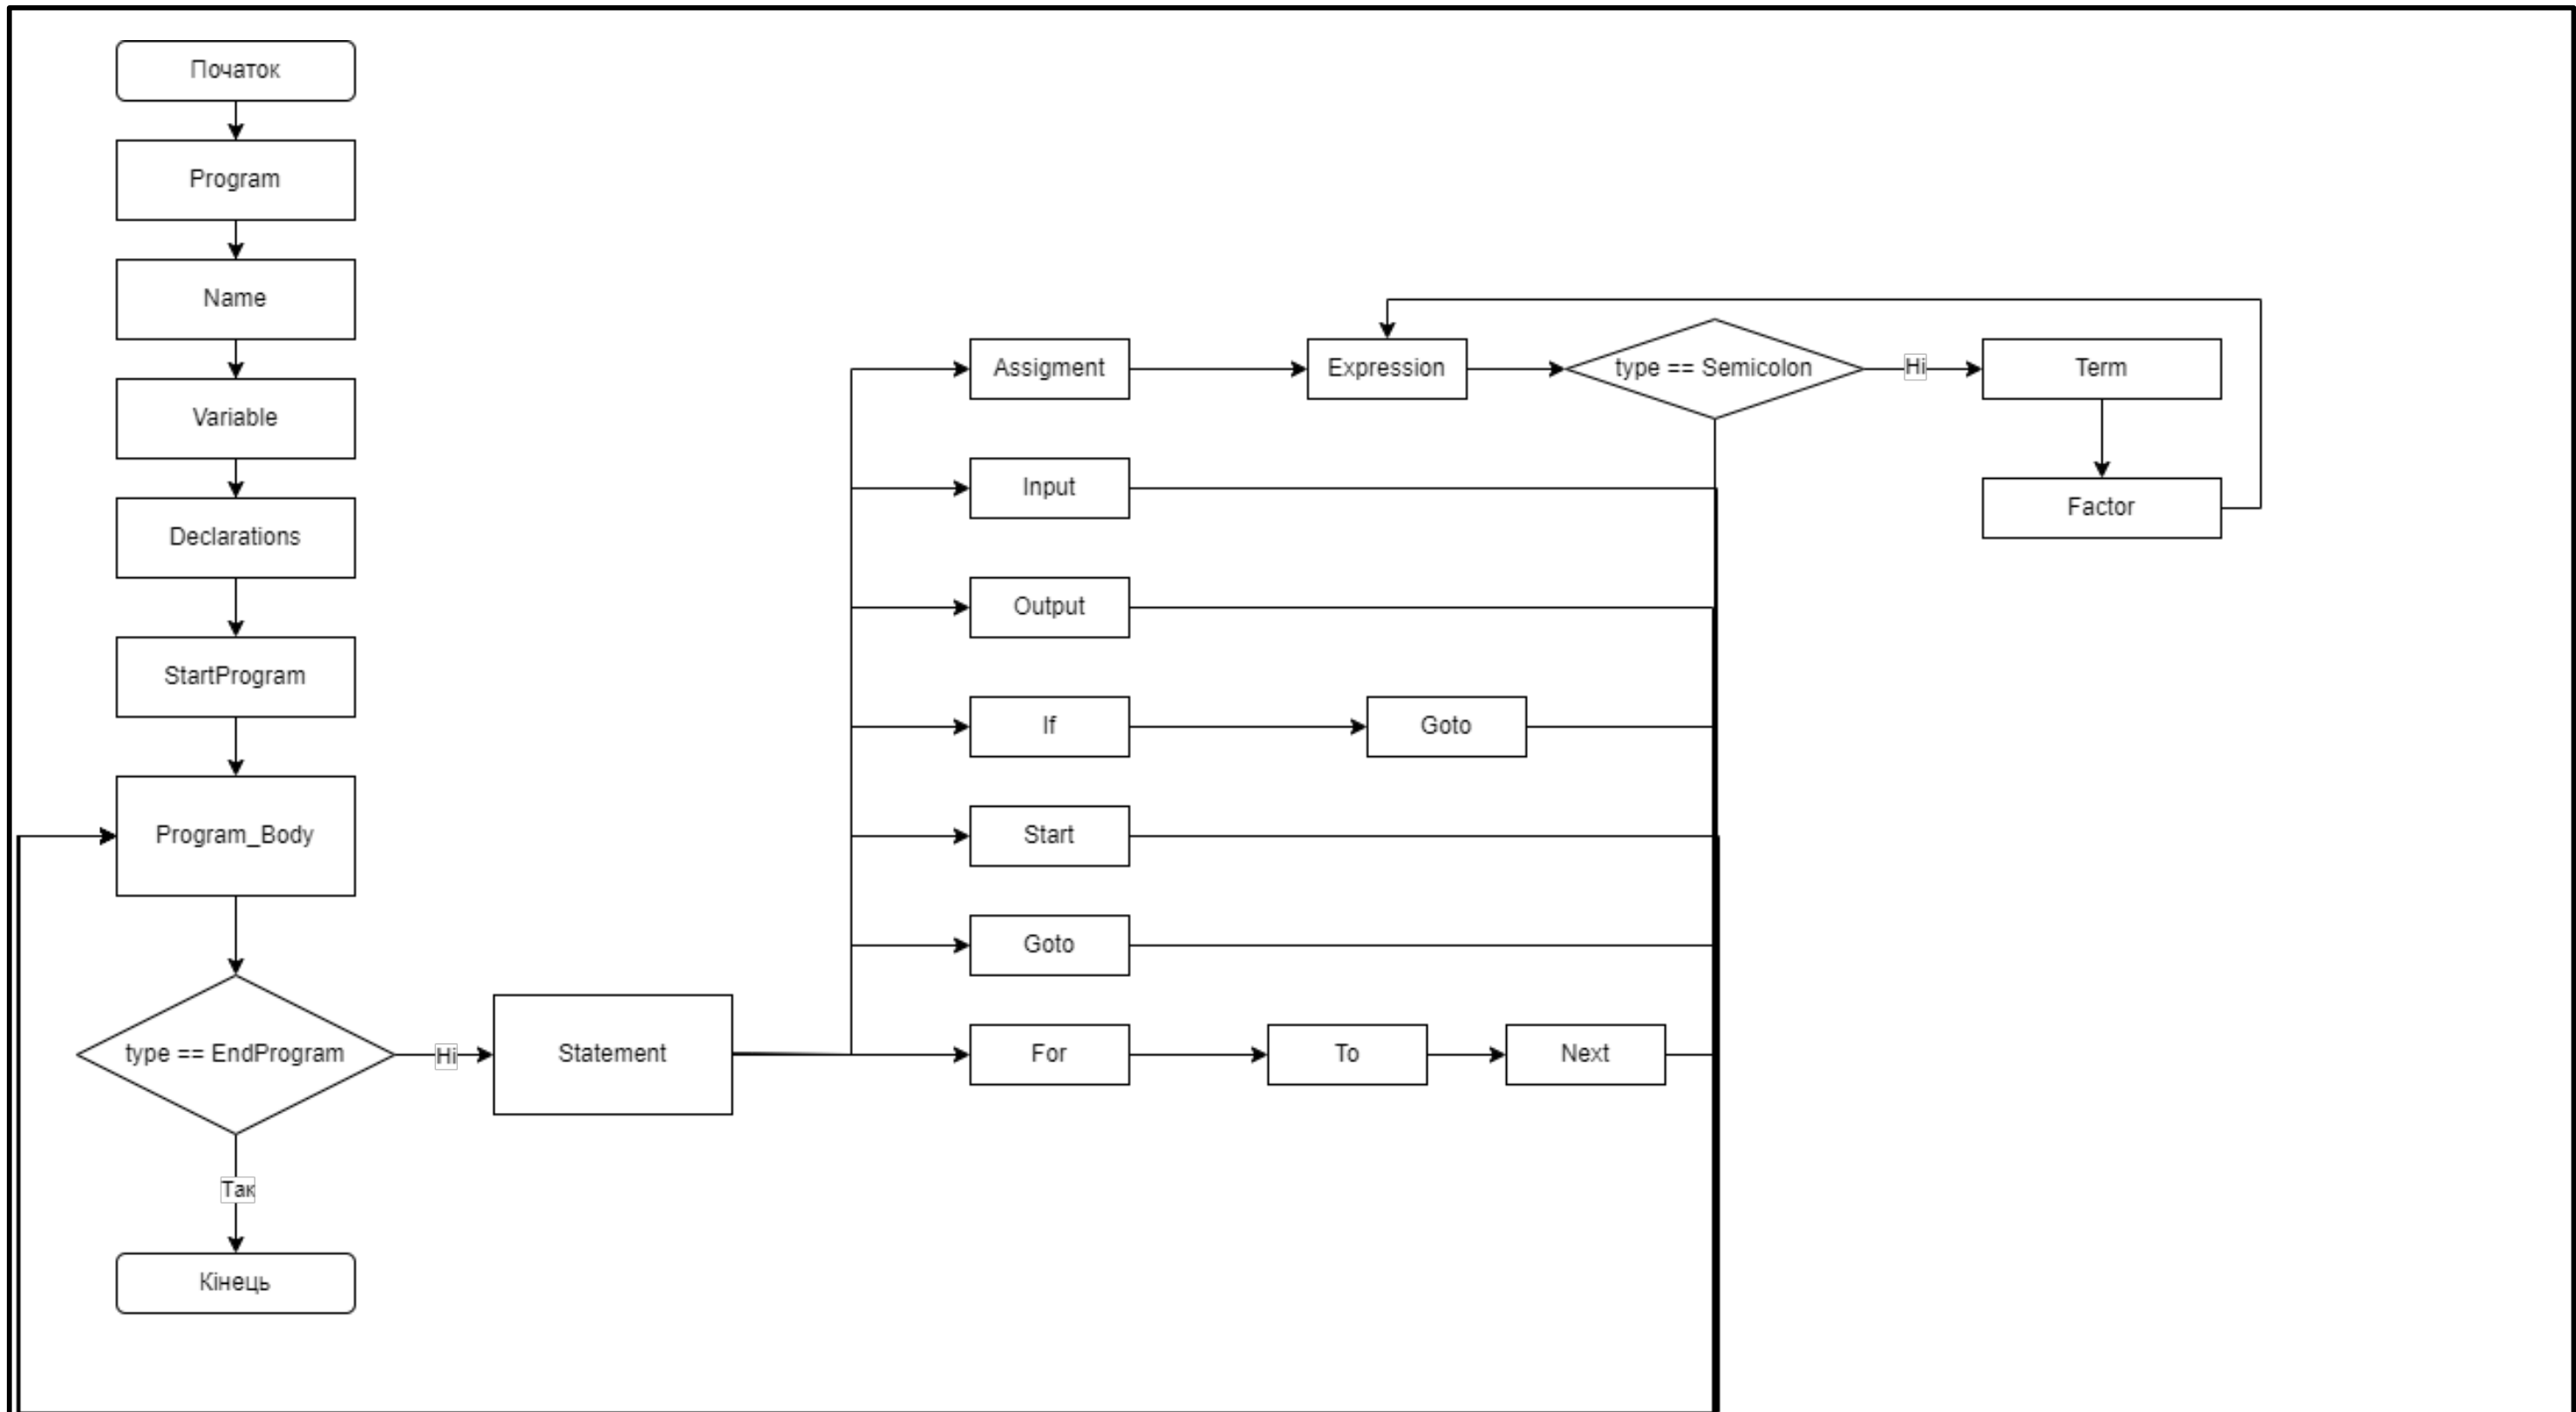 Початок
Program
Name
Variable
Declarations
StartProgram
Program_Body
type == EndProgram
Ні
Так
Кінець
Statement
Assigment
Expression
type == Semicolon
Ні
Term
Factor
Input
Output
If
Goto
Start
Goto
For
To
Next